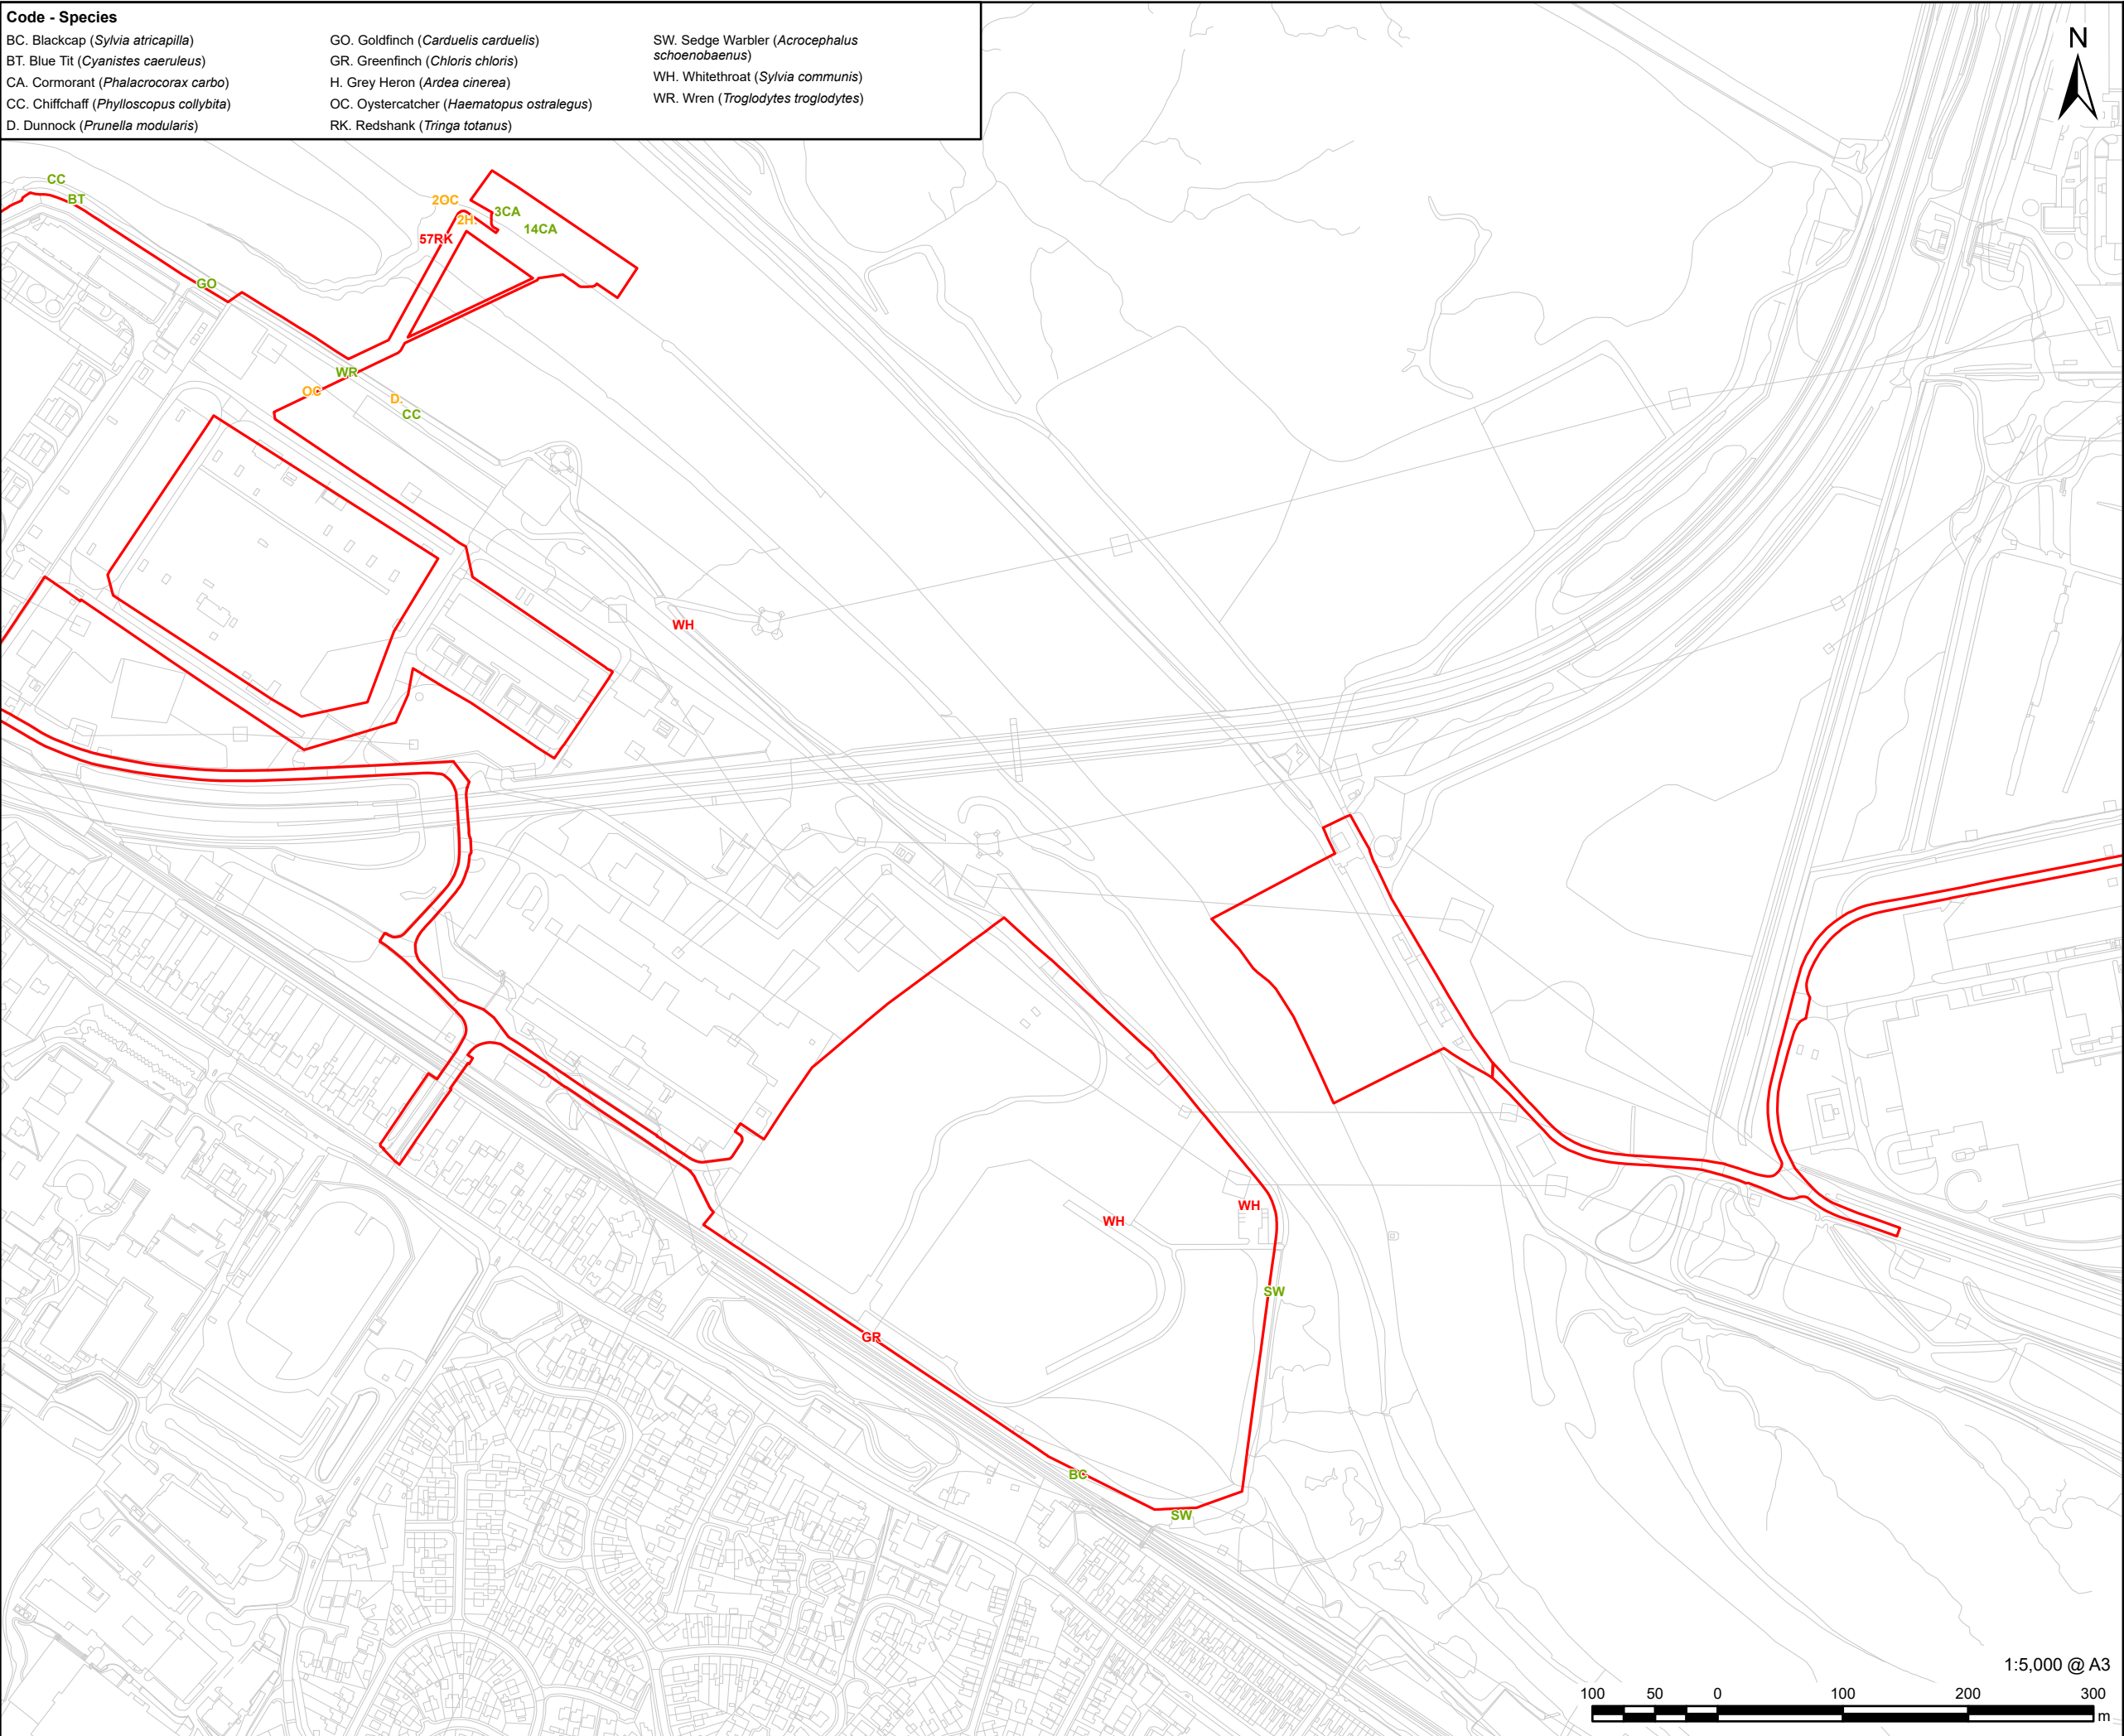 Code - Species
BC. Blackcap (Sylvia atricapilla)
BT. Blue Tit (Cyanistes caeruleus)
CA. Cormorant (Phalacrocorax carbo)
CC. Chiffchaff (Phylloscopus collybita)
D. Dunnock (Prunella modularis)
GO. Goldfinch (Carduelis carduelis)
GR. Greenfinch (Chloris chloris)
H. Grey Heron (Ardea cinerea)
OC. Oystercatcher (Haematopus ostralegus)
RK. Redshank (Tringa totanus)
SW. Sedge Warbler (Acrocephalus
schoenobaenus)
WH. Whitethroat (Sylvia communis)
WR. Wren (Troglodytes troglodytes)
N
CC
BT
2OC
3CA
2H.
14CA
57RK
GO
WR
OC
D.
CC
WH
WH
WH
SW
GR
BC
SW
1:5,000 @ A3
100 50 0 100 200 300
m